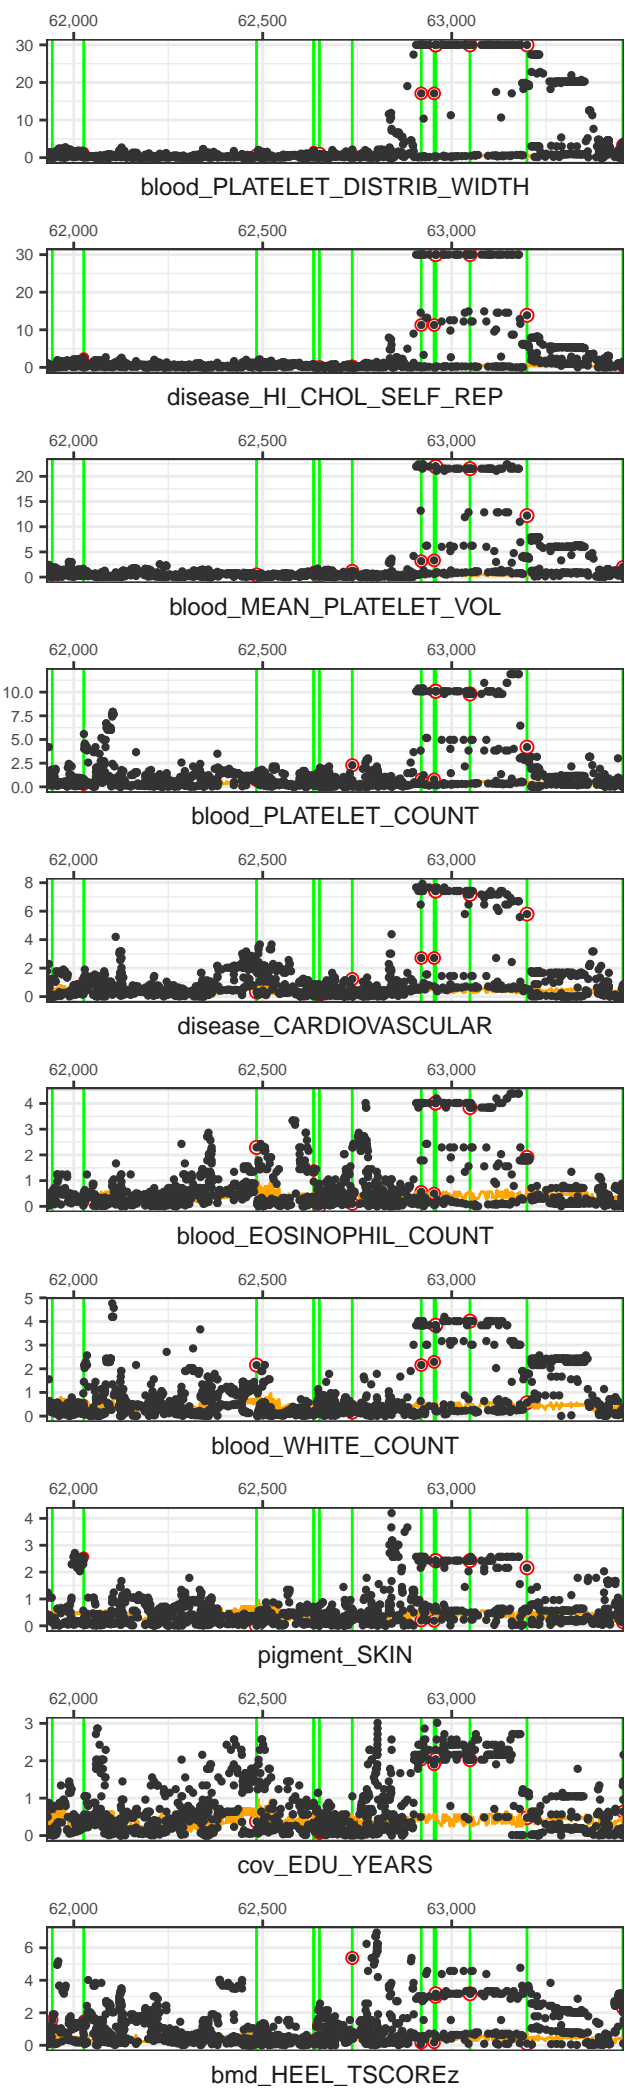 62,000 62,500 63,000
30
20
10
0
blood_PLATELET_DISTRIB_WIDTH
62,000 62,500 63,000
30
20
10
0
disease_HI_CHOL_SELF_REP
62,000 62,500 63,000
20
15
10
5
0
blood_MEAN_PLATELET_VOL
62,000 62,500 63,000
10.0
7.5
5.0
2.5
0.0
blood_PLATELET_COUNT
62,000 62,500 63,000
8
6
4
2
0
disease_CARDIOVASCULAR
62,000 62,500 63,000
4
3
2
1
0
blood_EOSINOPHIL_COUNT
62,000 62,500 63,000
5
4
3
2
1
0
blood_WHITE_COUNT
62,000 62,500 63,000
4
3
2
1
0
pigment_SKIN
62,000 62,500 63,000
3
2
1
0
cov_EDU_YEARS
62,000 62,500 63,000
6
4
2
0
bmd_HEEL_TSCOREz